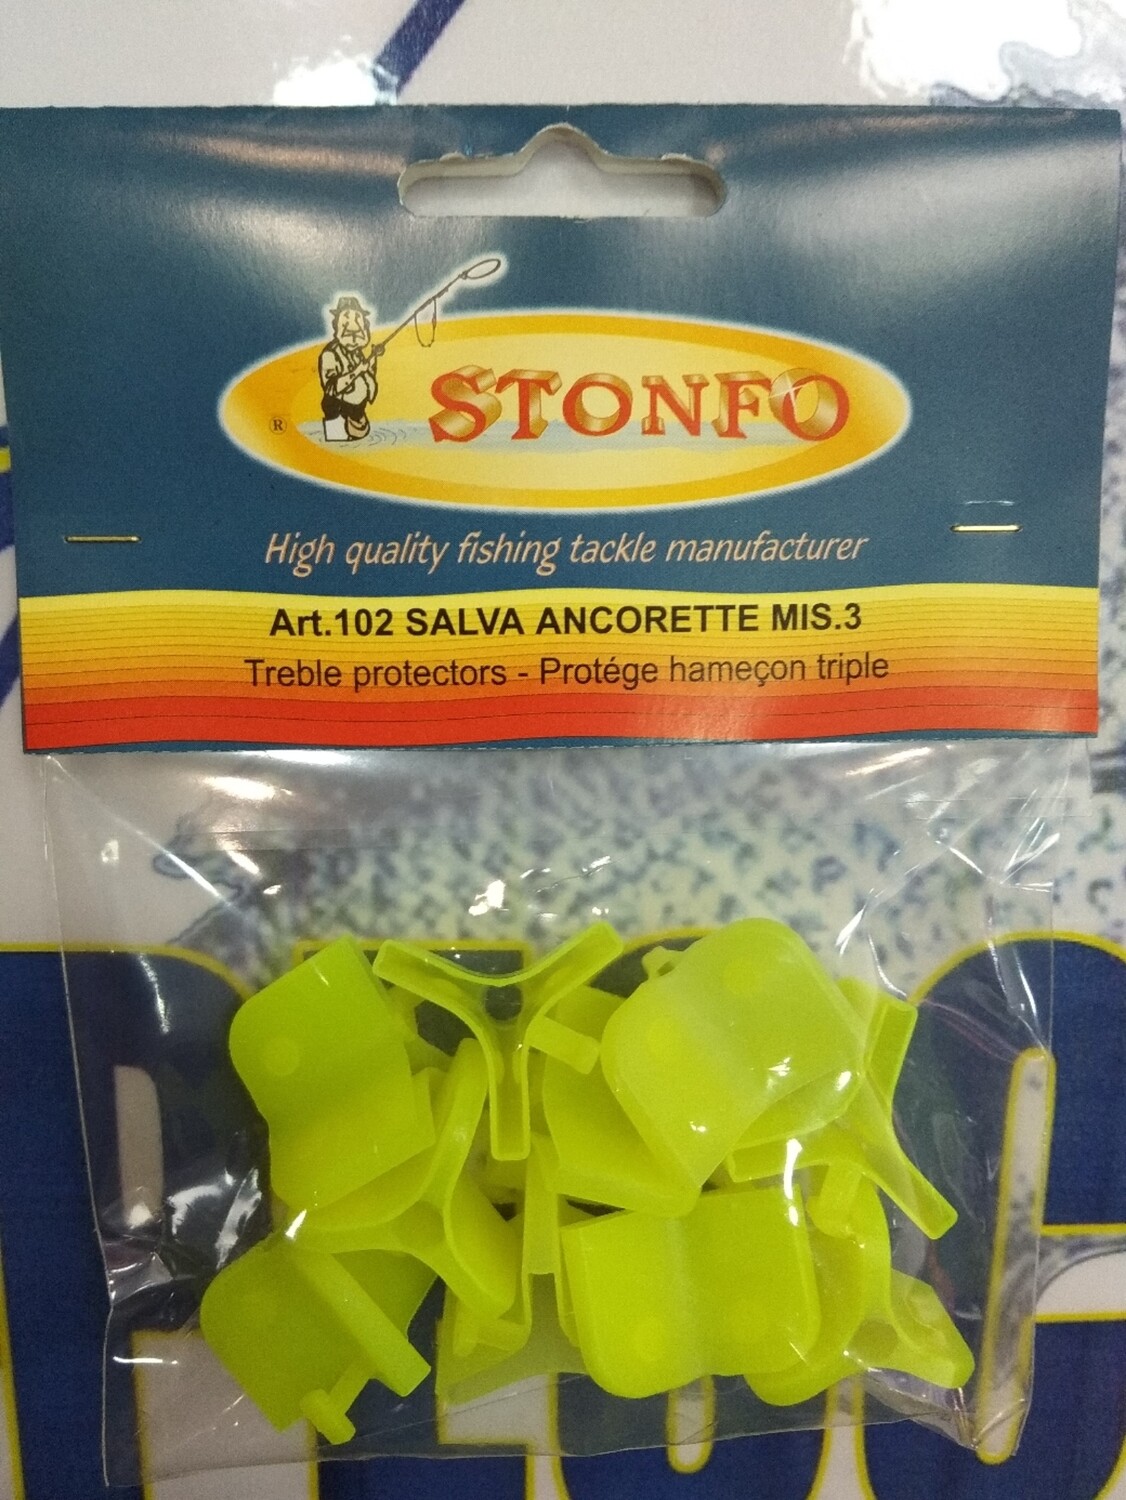 STONFO
®
High quality fishing tackle manufacturer
Art.102 SALVA ANCORETTE MIS.3
Treble protectors - Protége hameçon triple